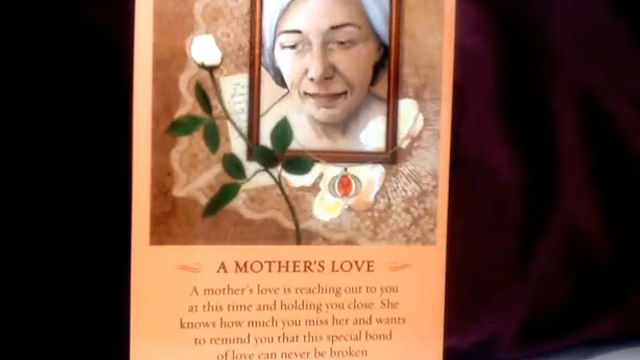 A MOTHER'S LOVE
A mother's love is reaching out to you
at this time and holding you close. She
knows how much you miss her and wants
to remind you that this special bond
of love can never be broken